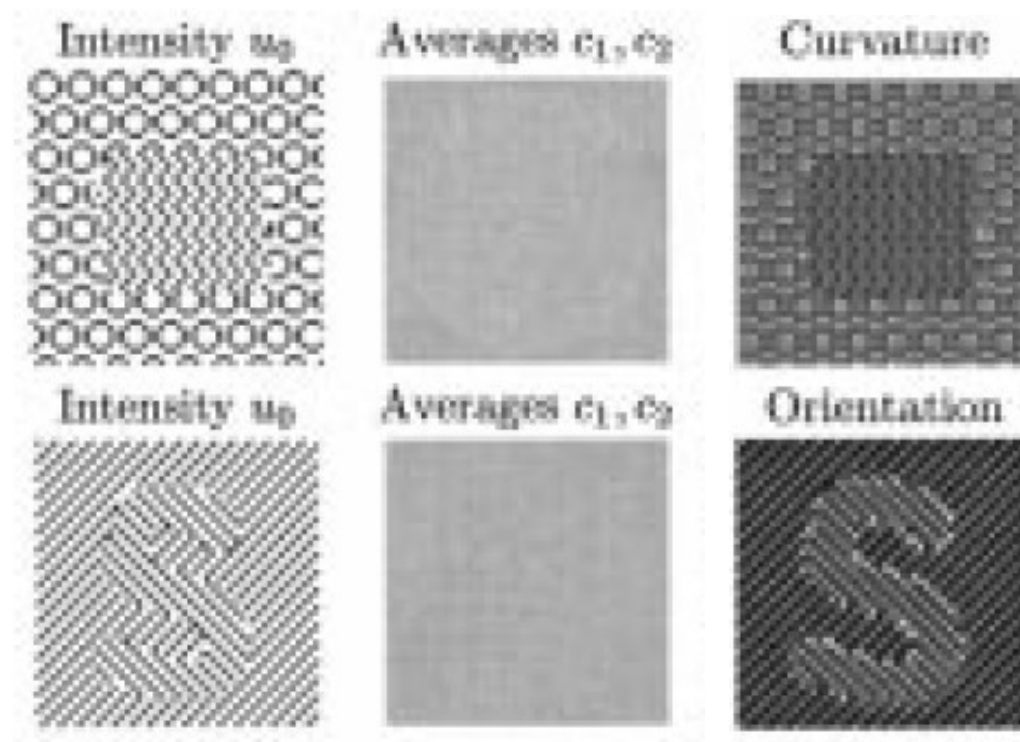 Intensity u₀ Averages c₁, c₂ Curvature
Intensity u₀ Averages c₁, c₂ Orientation